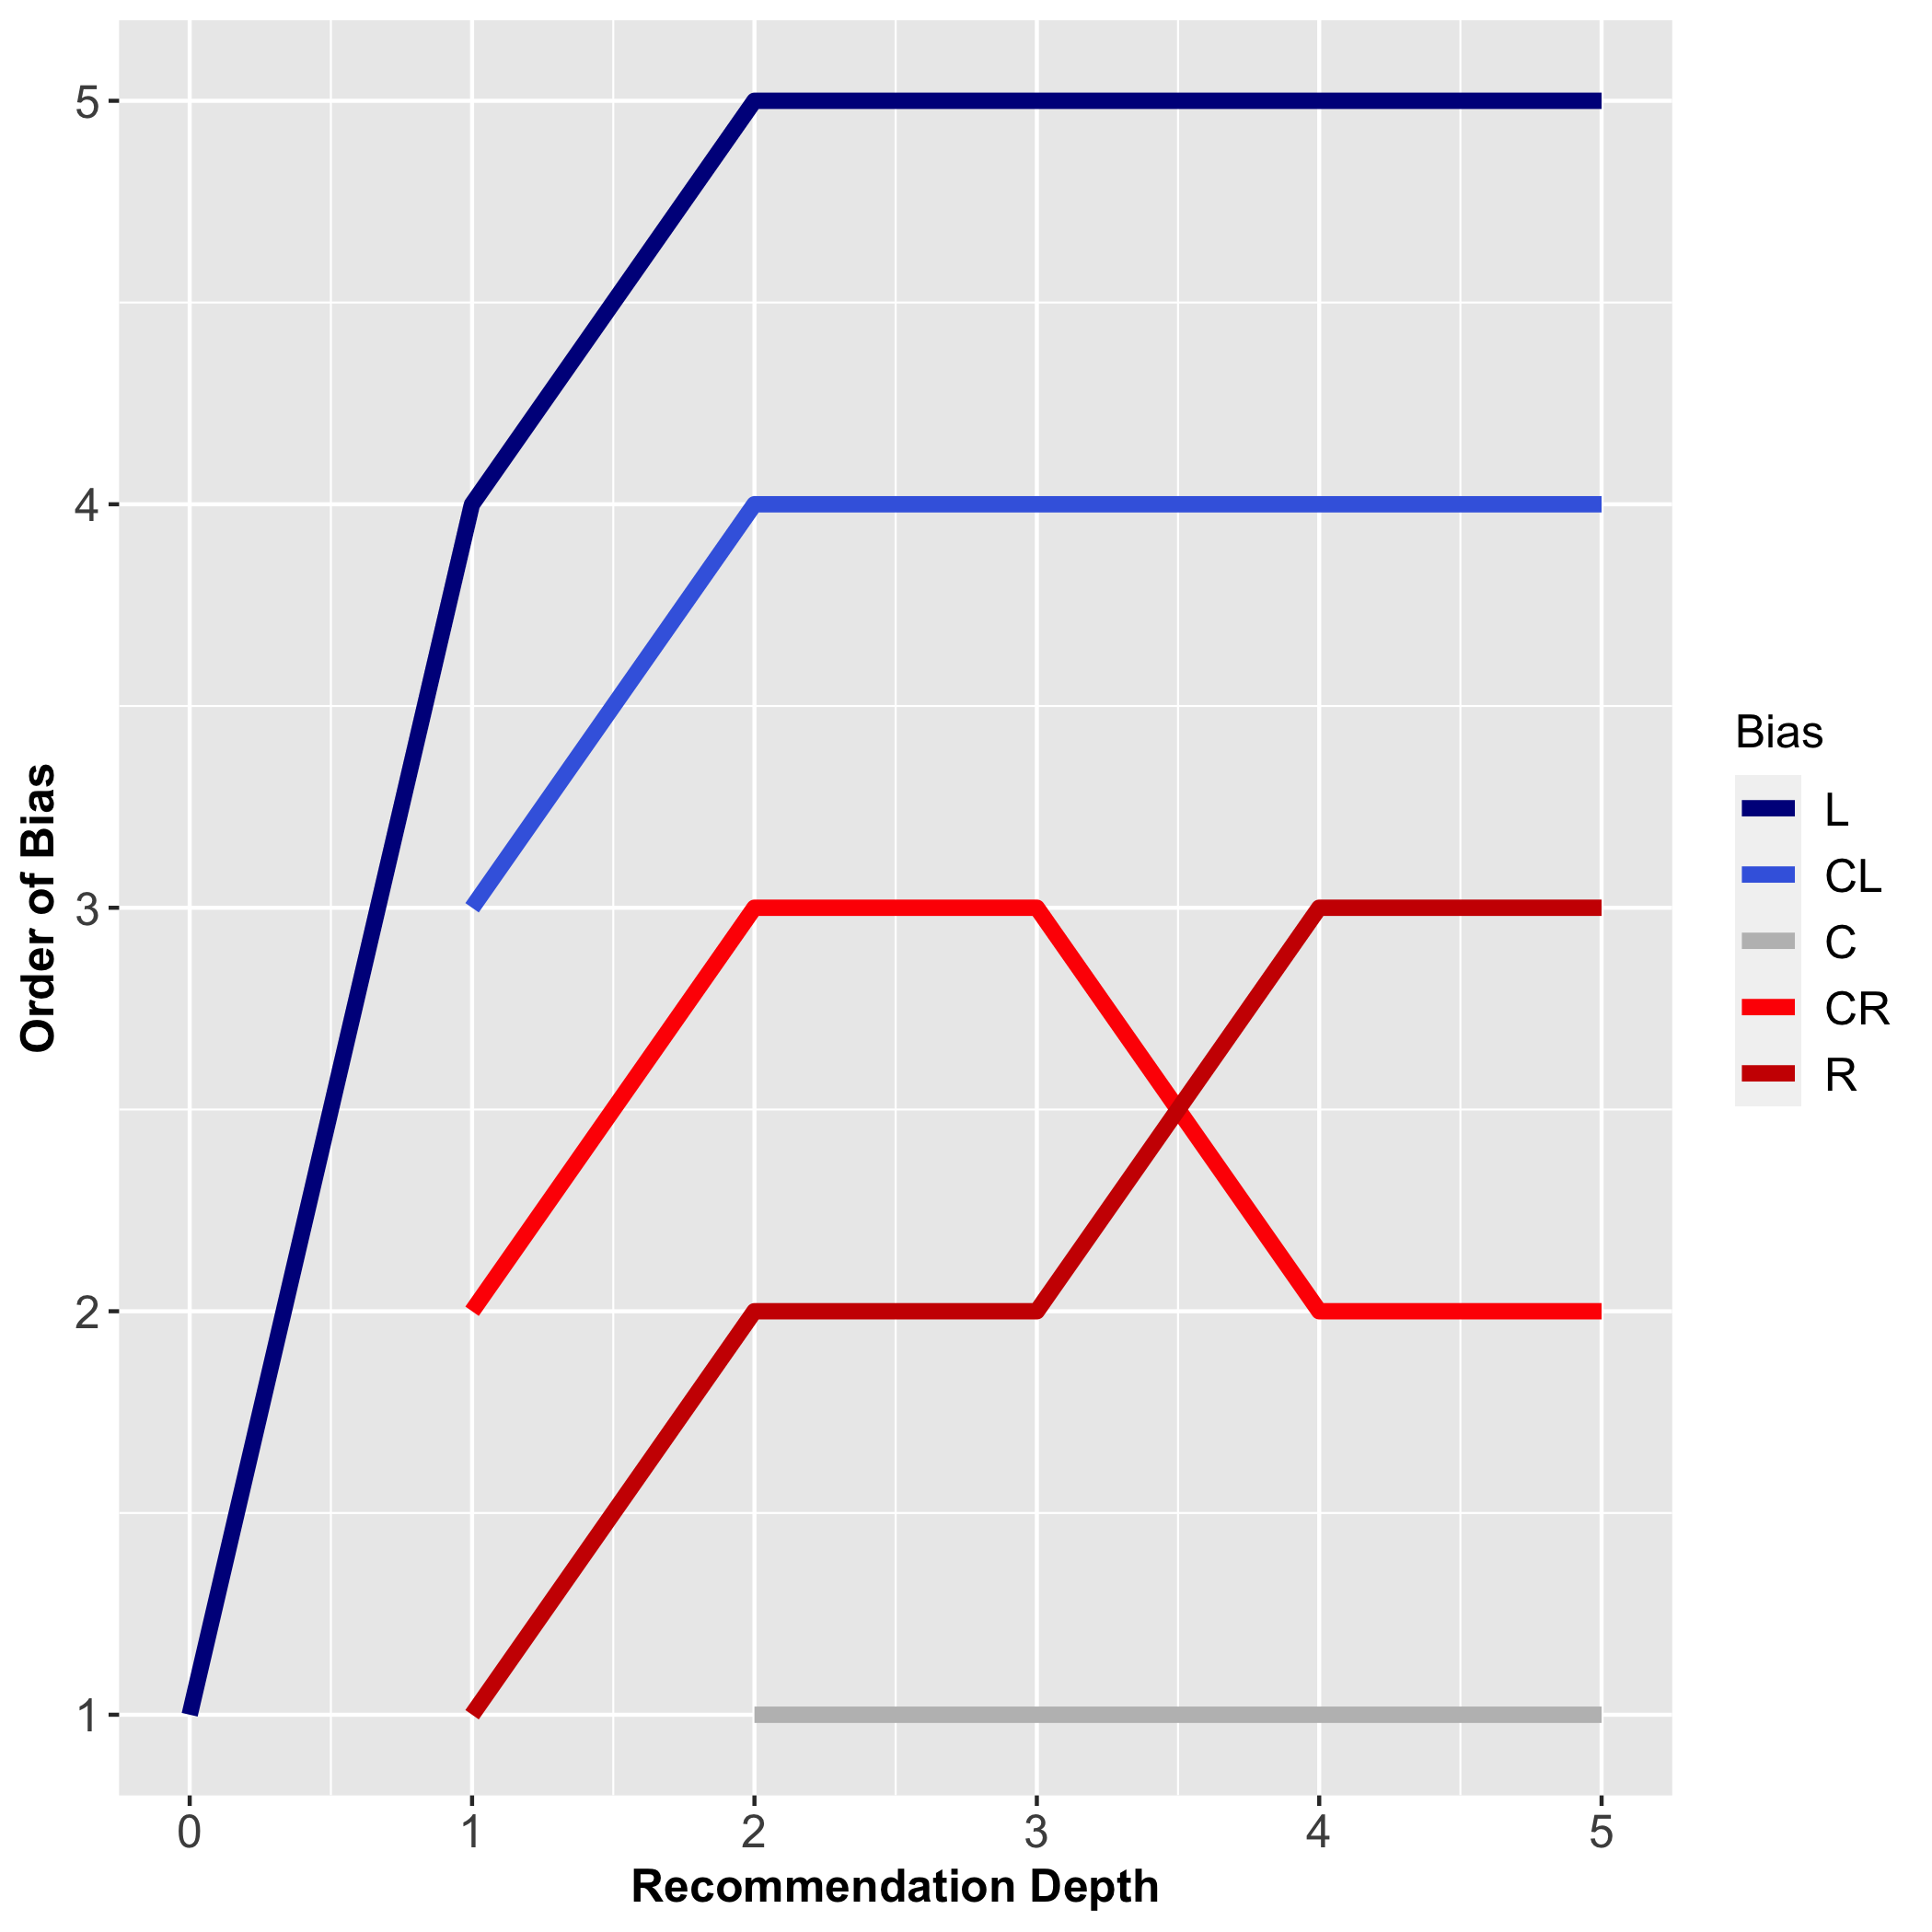 5
4
3
2
1
Order of Bias
0 1 2 3 4 5
Recommendation Depth
Bias
L
CL
C
CR
R